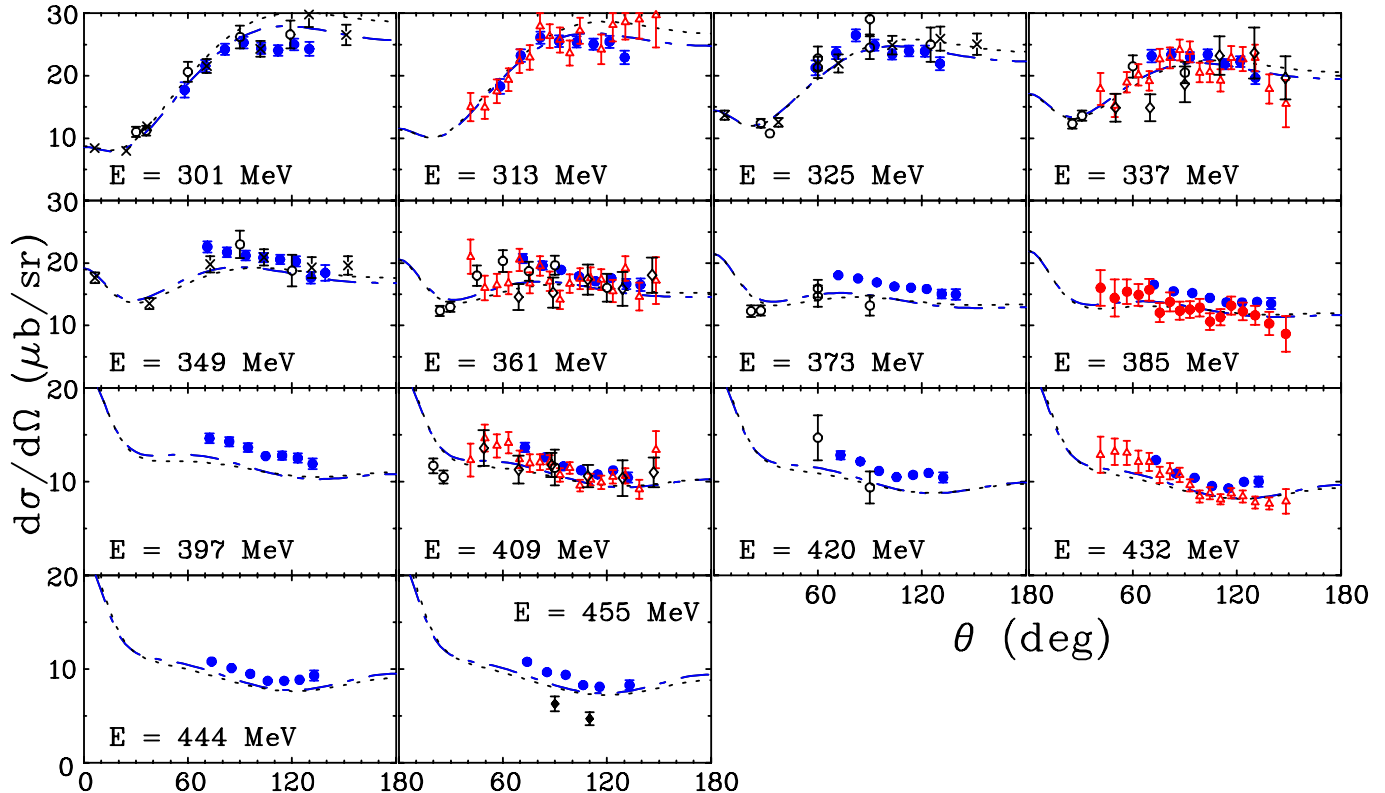 30
20
10
E = 301 MeV
E = 313 MeV
E = 325 MeV
E = 337 MeV
30
20
10
E = 349 MeV
E = 361 MeV
E = 373 MeV
E = 385 MeV
dσ/dΩ (μb/sr)
20
10
E = 397 MeV
E = 409 MeV
E = 420 MeV
E = 432 MeV
60
120
180
60
120
180
θ (deg)
20
10
0
E = 444 MeV
E = 455 MeV
0
60
120
180
60
120
180